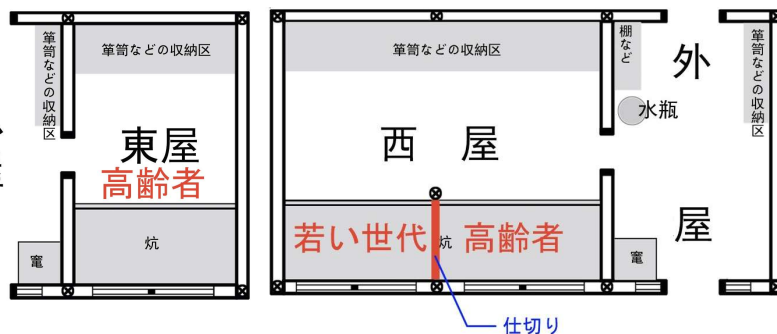 箪笥などの収納区
箪笥などの収納区
東屋
高齢者
炕
竃
箪笥などの収納区
西屋
若い世代
炕
高齢者
仕切り
棚など
水瓶
外屋
竃
箪笥などの収納区